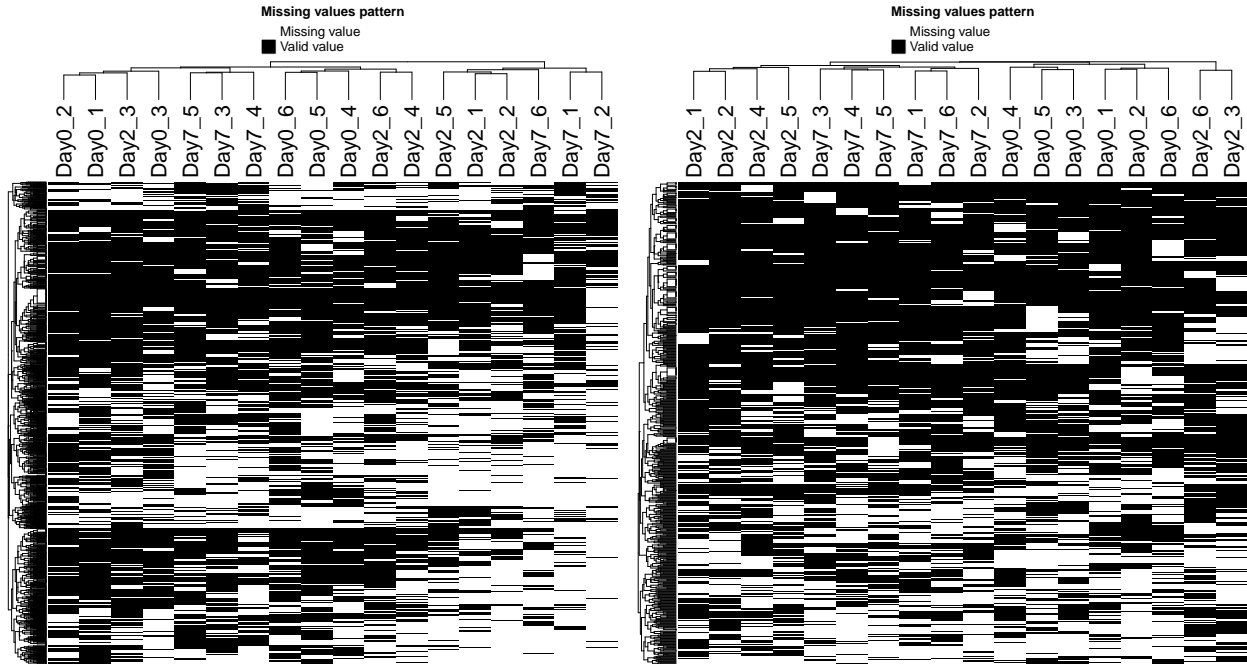 Missing values pattern
Missing value
Valid value
Day0_2
Day0_1
Day2_3
Day0_3
Day7_5
Day7_3
Day7_4
Day0_6
Day0_5
Day0_4
Day2_6
Day2_4
Day2_5
Day2_1
Day2_2
Day7_6
Day7_1
Day7_2
Missing values pattern
Missing value
Valid value
Day2_1
Day2_2
Day2_4
Day2_5
Day7_3
Day7_4
Day7_5
Day7_1
Day7_6
Day7_2
Day0_4
Day0_5
Day0_3
Day0_1
Day0_2
Day0_6
Day2_6
Day2_3